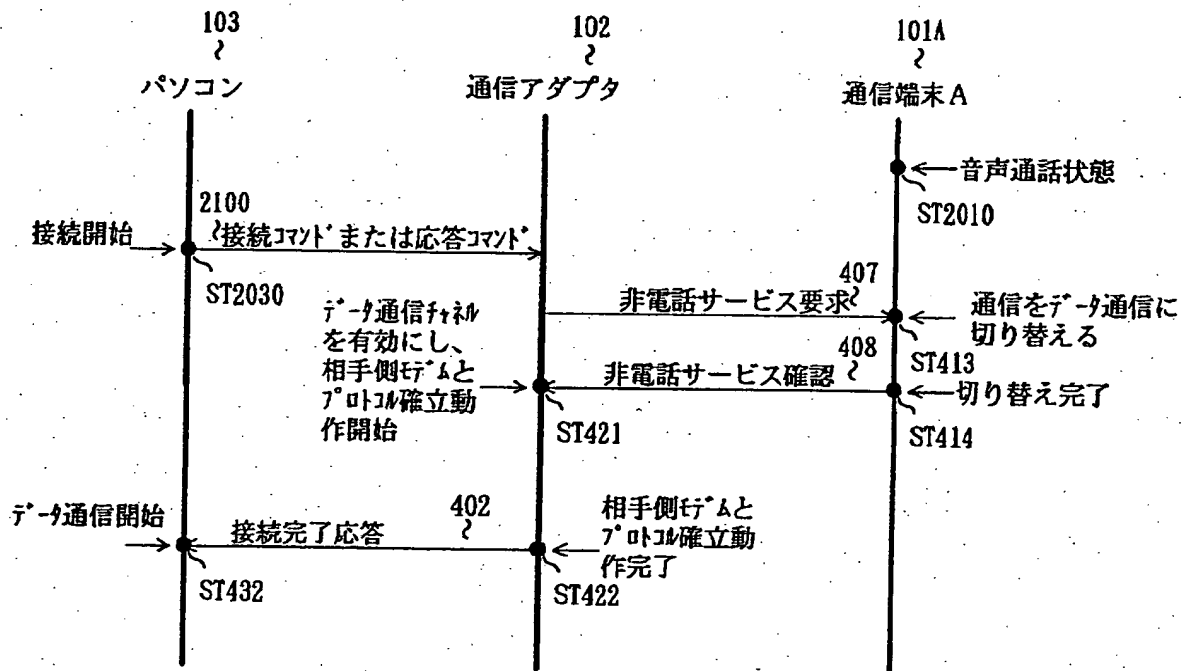 103
102
101A
パソコン
通信アダプタ
通信端末A
音声通話状態
ST2010
2100
接続開始
接続コマンドまたは応答コマンド
ST2030
407
非電話サービス要求
通信をデータ通信に
切り替える
ST413
データ通信チャネル
を有効にし、
相手側モデムと
プロトコル確立動
作開始
408
非電話サービス確認
切り替え完了
ST421
ST414
データ通信開始
402
接続完了応答
相手側モデムと
プロトコル確立動
作完了
ST432
ST422